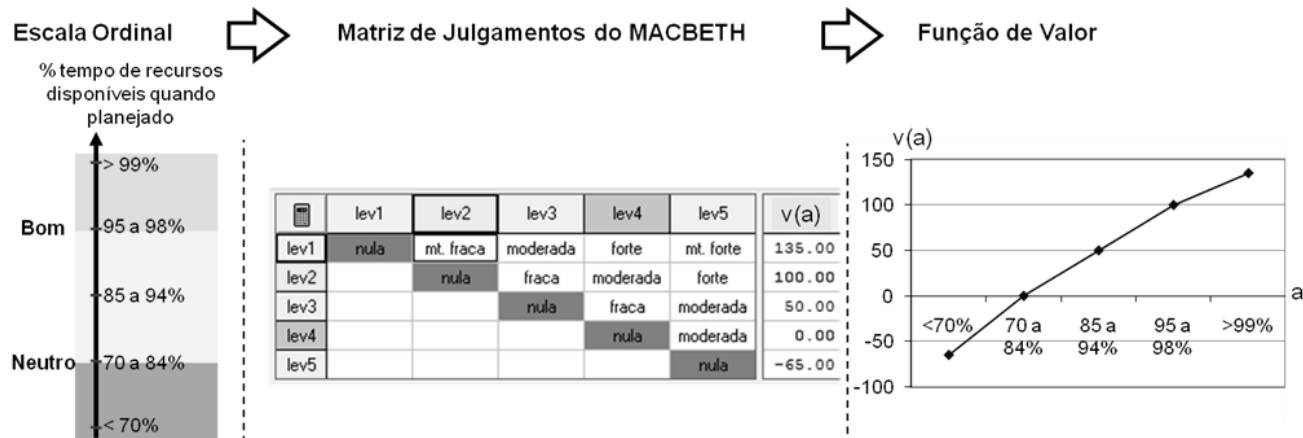 Escala Ordinal
Matriz de Julgamentos do MACBETH
Função de Valor
% tempo de recursos
disponíveis quando
planejado
> 99%
Bom
95 a 98%
85 a 94%
Neutro
70 a 84%
< 70%
lev1 lev2 lev3 lev4 lev5 v(a)
lev1 nula mt. fraca moderada forte mt. forte 135.00
lev2 nula fraca moderada forte 100.00
lev3 nula fraca moderada 50.00
lev4 nula moderada 0.00
lev5 nula -65.00
v(a)
150
100
50
0
-50
-100
<70% 70 a 85 a 95 a >99%
84% 94% 98%
a